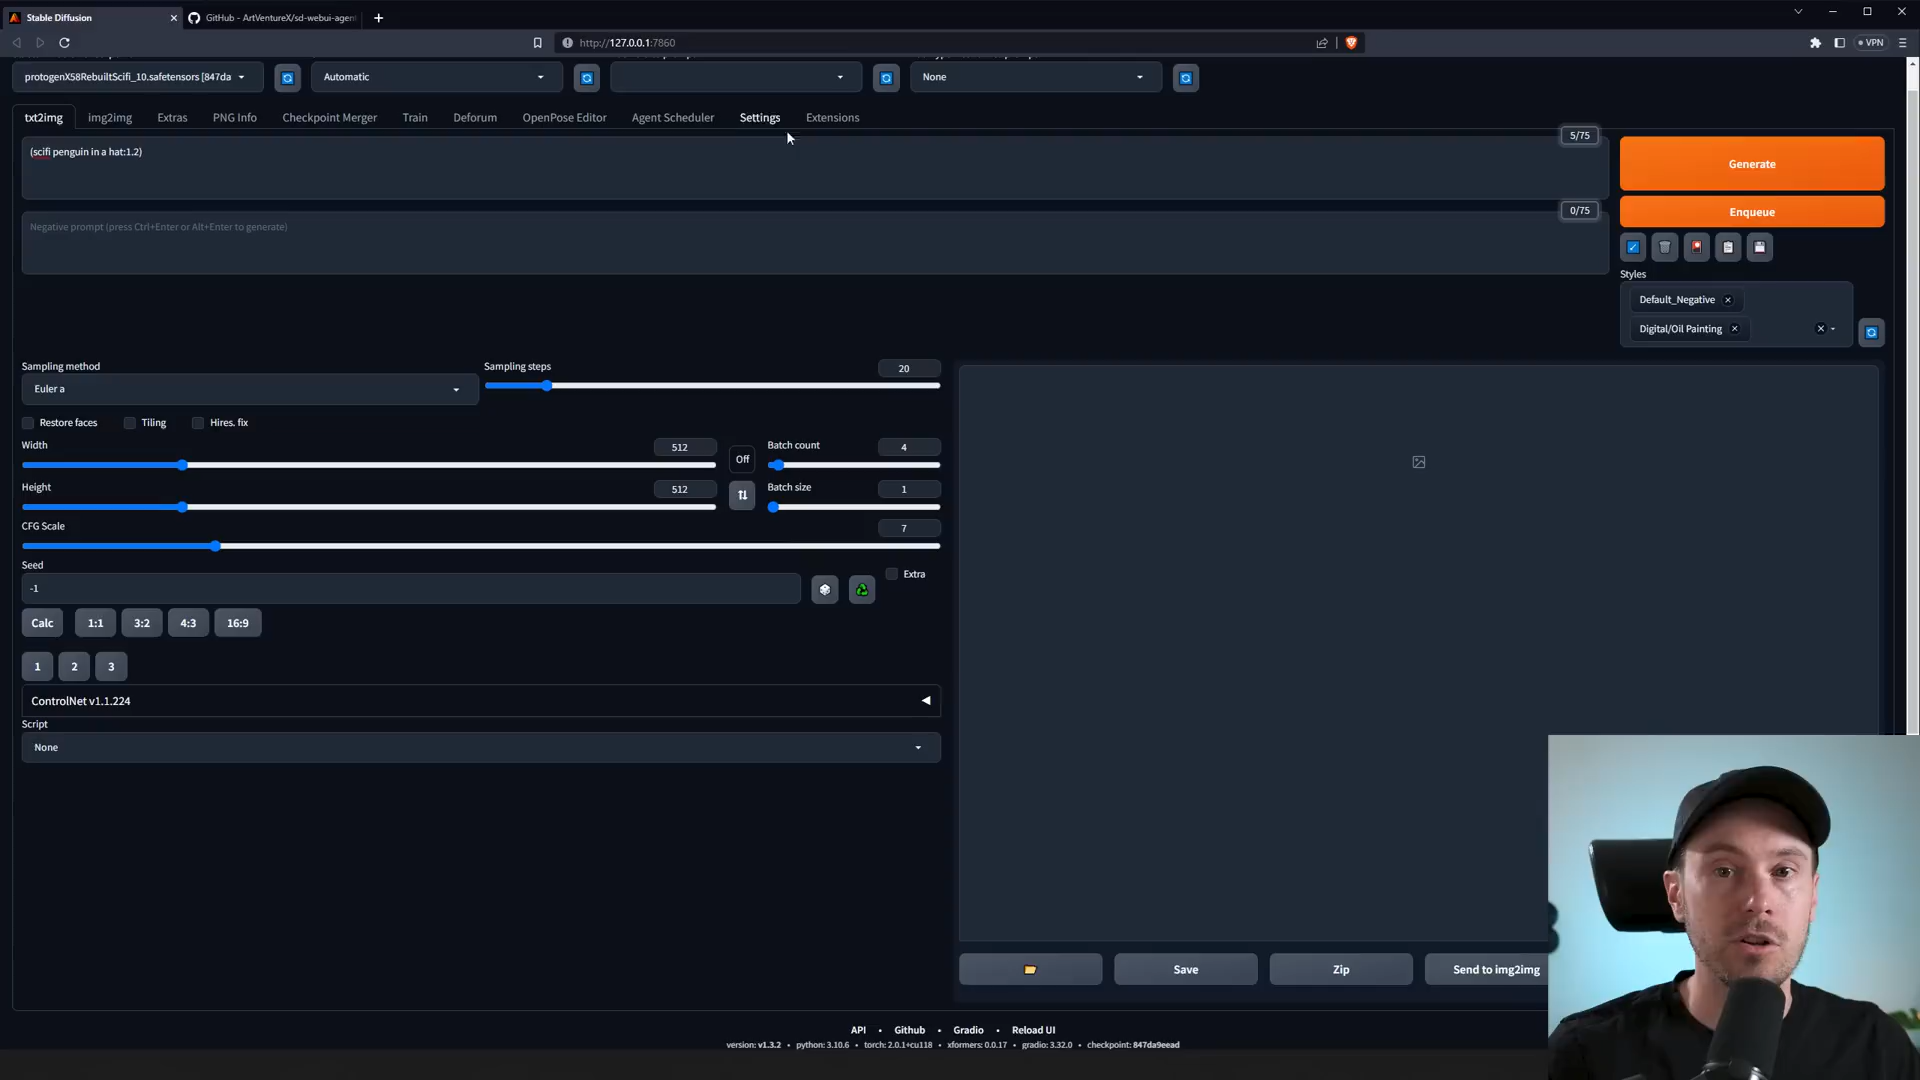 Stable Diffusion
GitHub - ArtVentureX/sd-webui-agen
http://127.0.0.1:7860
VPN
protogenX58RebuiltScifi_10.safetensors [847da
Automatic
None
txt2img
img2img
Extras
PNG Info
Checkpoint Merger
Train
Deforum
OpenPose Editor
Agent Scheduler
Settings
Extensions
(scifi penguin in a hat:1.2)
5/75
Generate
Negative prompt (press Ctrl+Enter or Alt+Enter to generate)
0/75
Enqueue
Styles
Default_Negative
Digital/Oil Painting
Sampling method
Euler a
Sampling steps
20
Restore faces
Tiling
Hires. fix
Width
512
Off
Batch count
4
Height
512
Batch size
1
CFG Scale
7
Seed
-1
Extra
Calc
1:1
3:2
4:3
16:9
1
2
3
ControlNet v1.1.224
Script
None
Save
Zip
Send to img2img
API • Github • Gradio • Reload UI
version: v1.3.2 • python: 3.10.6 • torch: 2.0.1+cu118 • xformers: 0.0.17 • gradio: 3.32.0 • checkpoint: 847da9eead